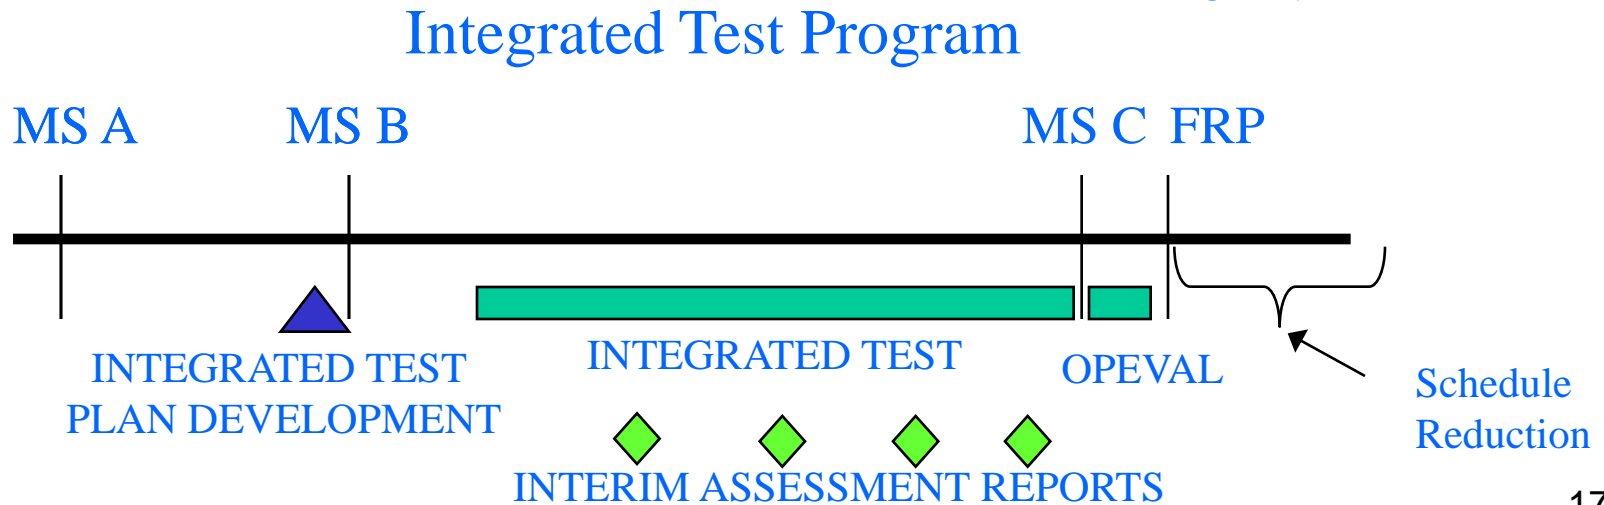 Integrated Test Program
MS A
MS B
MS C
FRP
INTEGRATED TEST
PLAN DEVELOPMENT
INTEGRATED TEST
OPEVAL
Schedule
Reduction
INTERIM ASSESSMENT REPORTS
17